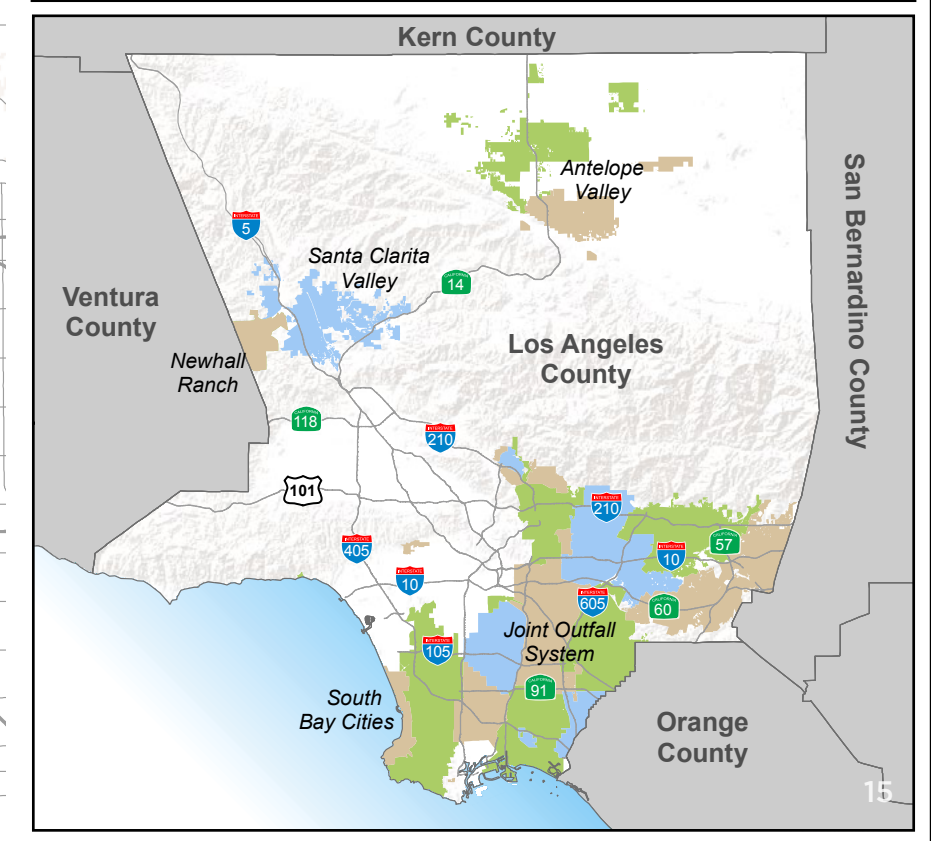 Kern County
Antelope
Valley
San Bernardino County
INTERSTATE
5
Santa Clarita
Valley
CALIFORNIA
14
Ventura
County
Los Angeles
County
Newhall
Ranch
CALIFORNIA
118
INTERSTATE
210
101
INTERSTATE
210
INTERSTATE
405
CALIFORNIA
57
INTERSTATE
10
INTERSTATE
10
INTERSTATE
605
CALIFORNIA
60
Joint Outfall
System
INTERSTATE
105
CALIFORNIA
91
South
Bay Cities
Orange
County
15